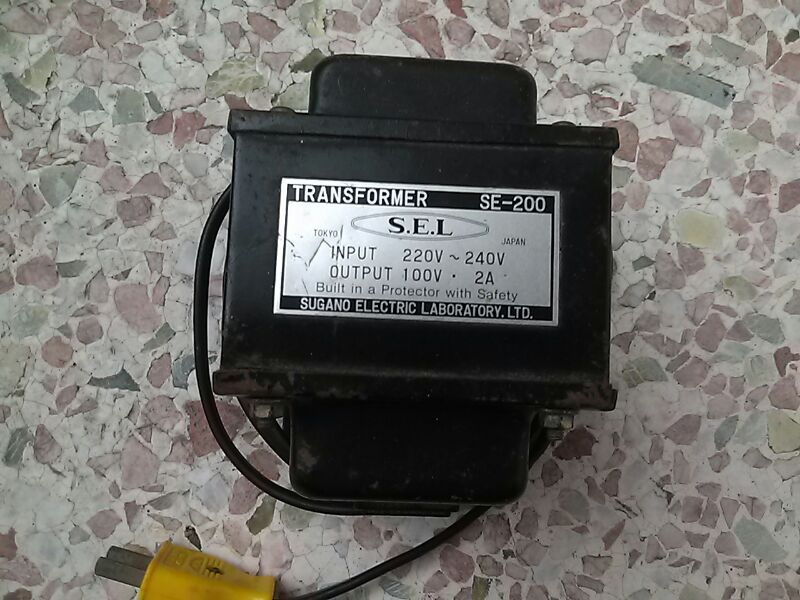 TRANSFORMER SE-200
S.E.L
TOKYO JAPAN
INPUT 220V ~ 240V
OUTPUT 100V · 2A
Built in a Protector with Safety
SUGANO ELECTRIC LABORATORY, LTD.